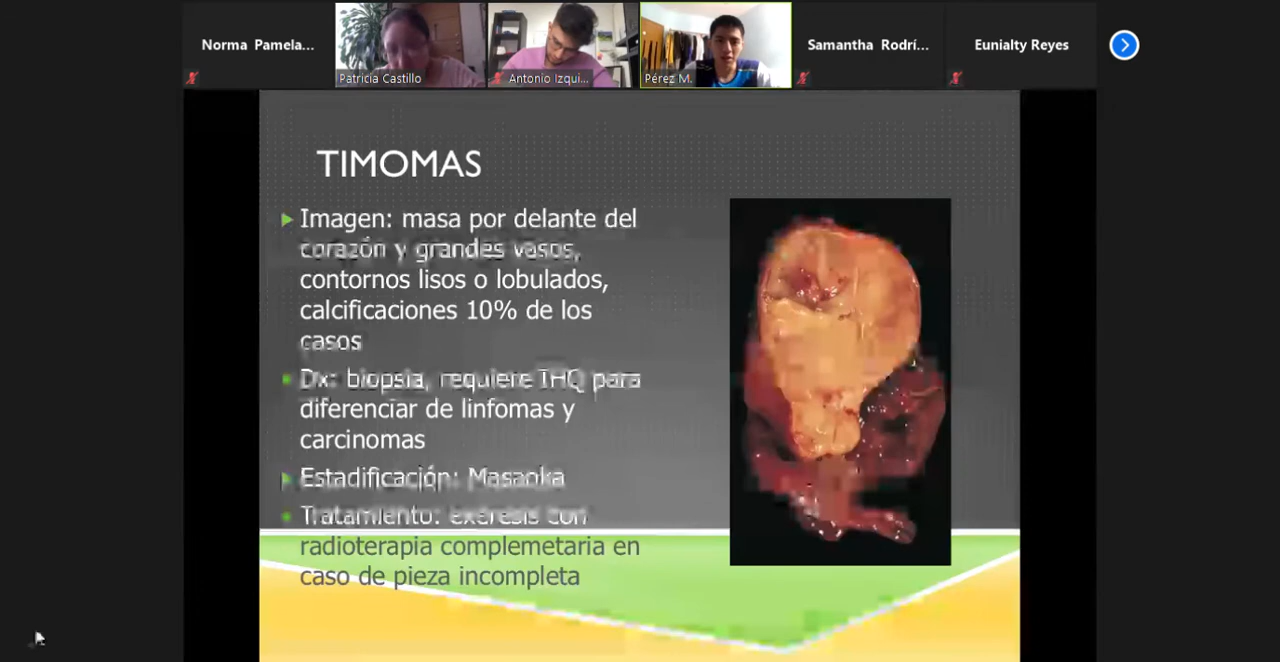 Norma Pamela...
Patricia Castillo
Antonio Izqui...
Pérez M.
Samantha Rodrí...
Eunialty Reyes
TIMOMAS
Imagen: masa por delante del
corazón y grandes vasos,
contornos lisos o lobulados,
calcificaciones 10% de los
casos
Dx: biopsia, requiere IHQ para
diferenciar de linfomas y
carcinomas
Estadificación: Masaoka
Tratamiento: exéresis con
radioterapia complemetaria en
caso de pieza incompleta